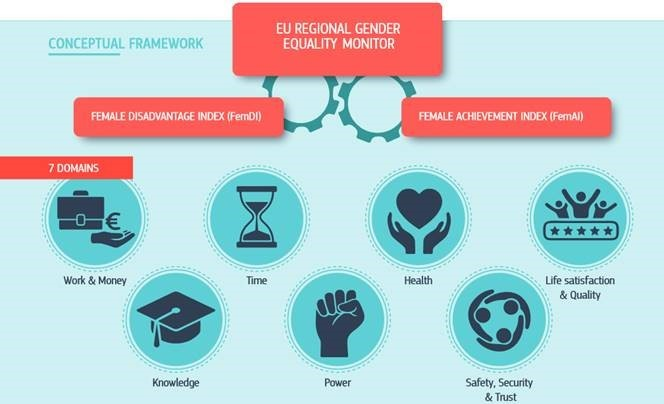 EU REGIONAL GENDER
EQUALITY MONITOR
CONCEPTUAL FRAMEWORK
FEMALE DISADVANTAGE INDEX (FemDI)
FEMALE ACHIEVEMENT INDEX (FemAI)
7 DOMAINS
€
Work & Money
Time
Health
Life satisfaction
& Quality
Knowledge
Power
Safety, Security
& Trust